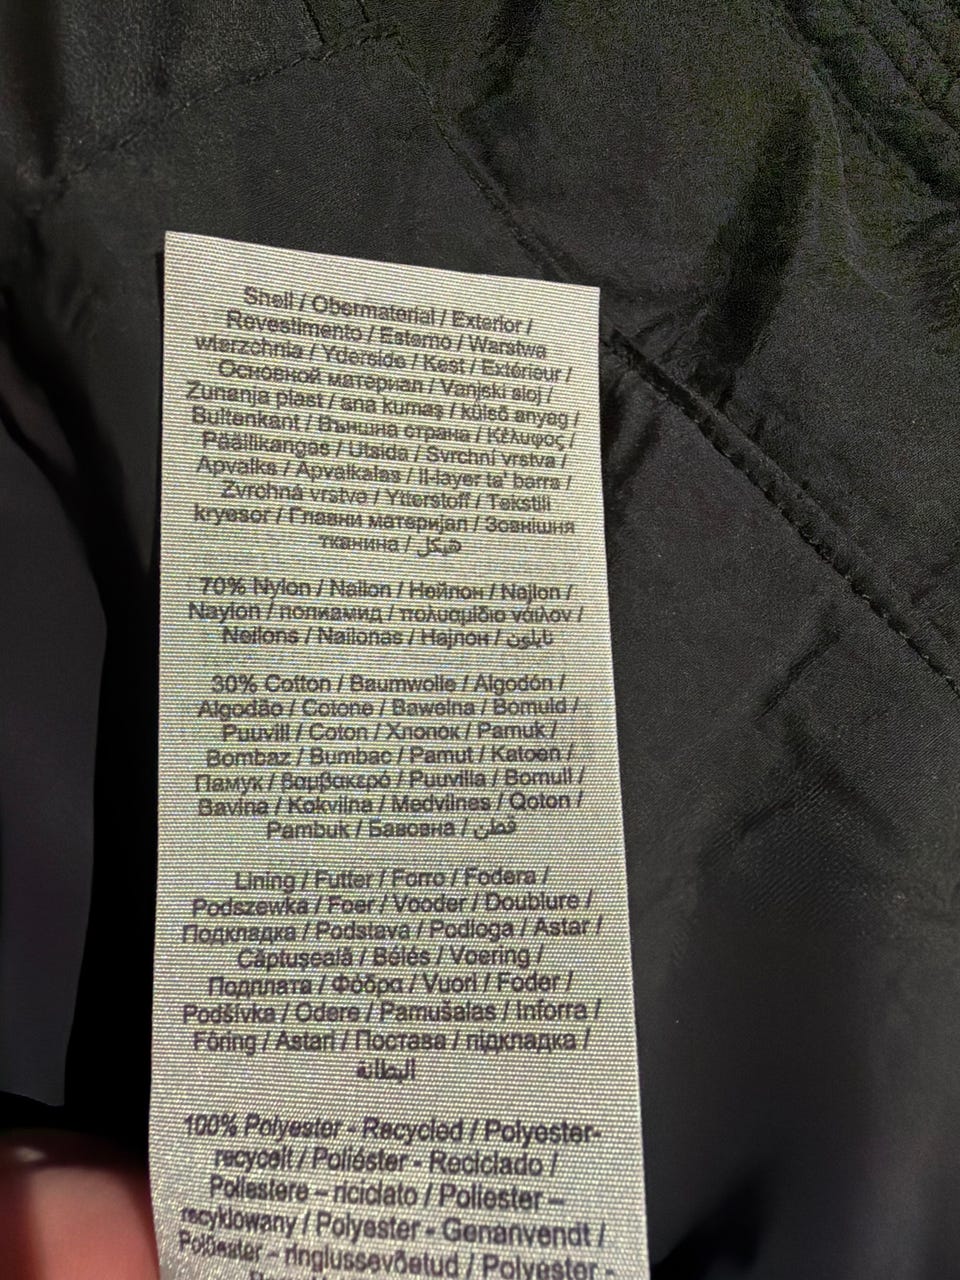 Shell / Obermaterial / Exterior /
Revestimento / Esterno / Warstwa
wierzchnia / Yderside / Kest / Extérieur /
Основной материал / Vanjski sloj /
Zunanja plast / ana kumaş / külső anyag /
Buitenkant / Външна страна / Κέλυφος /
Päällikangas / Utsida / Svrchní vrstva /
Apvalks / Apvalkalas / Il-layer ta' barra /
Zvrchná vrstva / Ytterstoff / Tekstili
kryesor / Главни материјал / Зовнішня
тканина / هيكل
70% Nylon / Nailon / Нейлон / Najlon /
Naylon / полиамид / πολυαμίδιο νάιλον /
Neilons / Nailonas / Најлон / نايلون
30% Cotton / Baumwolle / Algodón /
Algodão / Cotone / Bawełna / Bomuld /
Puuvill / Coton / Хлопок / Pamuk /
Bombaz / Bumbac / Pamut / Katoen /
Памук / βαμβακερό / Puuvilla / Bomull /
Bavlna / Kokvilna / Medvilnės / Qoton /
Pambuk / Бавовна / قطن
Lining / Futter / Forro / Fodera /
Podszewka / Foer / Vooder / Doublure /
Подкладка / Podstava / Podloga / Astar /
Căptușeală / Bélés / Voering /
Подплата / Φόδρα / Vuori / Foder /
Podšívka / Odere / Pamušalas / Inforra /
Fôring / Astari / Постава / підкладка /
البطانة
100% Polyester - Recycled / Polyester-
recycelt / Poliéster - Reciclado /
Poliestere – riciclato / Poliester –
recyklowany / Polyester - Genanvendt /
Polüester – ringlussevõetud / Polyester -